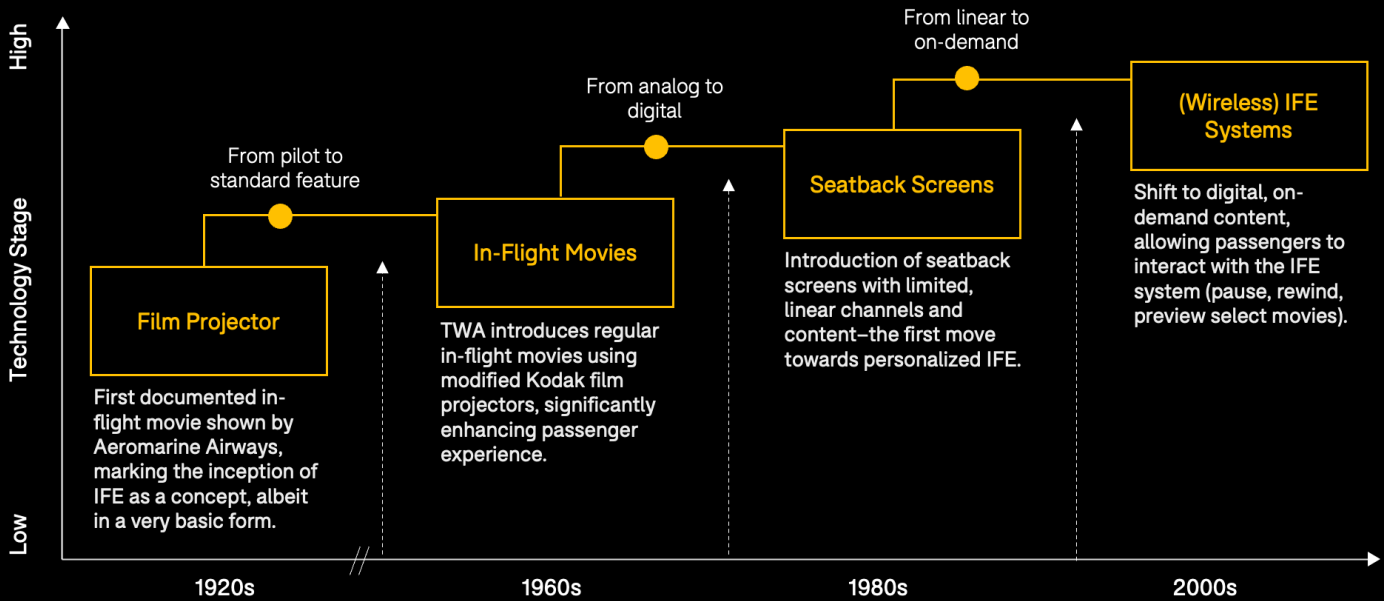 High
Technology Stage
Low
From pilot to
standard feature
From analog to
digital
From linear to
on-demand
Film Projector
First documented in-
flight movie shown by
Aeromarine Airways,
marking the inception of
IFE as a concept, albeit
in a very basic form.
In-Flight Movies
TWA introduces regular
in-flight movies using
modified Kodak film
projectors, significantly
enhancing passenger
experience.
Seatback Screens
Introduction of seatback
screens with limited,
linear channels and
content–the first move
towards personalized IFE.
(Wireless) IFE
Systems
Shift to digital, on-
demand content,
allowing passengers to
interact with the IFE
system (pause, rewind,
preview select movies).
1920s
1960s
1980s
2000s